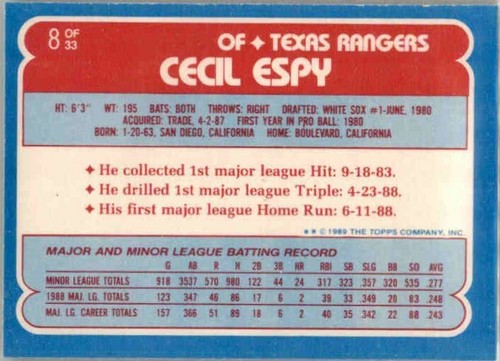 8 OF 33
OF ✦ TEXAS RANGERS
CECIL ESPY
HT: 6'3" WT: 195 BATS: BOTH THROWS: RIGHT DRAFTED: WHITE SOX #1-JUNE, 1980
ACQUIRED: TRADE, 4-2-87 FIRST YEAR IN PRO BALL: 1980
BORN: 1-20-63, SAN DIEGO, CALIFORNIA HOME: BOULEVARD, CALIFORNIA
✦ He collected 1st major league Hit: 9-18-83.
✦ He drilled 1st major league Triple: 4-23-88.
✦ His first major league Home Run: 6-11-88.
★★ © 1989 THE TOPPS COMPANY, INC.
MAJOR AND MINOR LEAGUE BATTING RECORD
G AB R H 2B 3B HR RBI SB SLG BB SO AVG
MINOR LEAGUE TOTALS 918 3537 570 980 122 44 24 317 323 .357 320 535 .277
1988 MAJ. LG. TOTALS 123 347 46 86 17 6 2 39 33 .349 20 83 .248
MAJ. LG. CAREER TOTALS 157 366 51 89 18 6 2 40 35 .342 22 88 .243